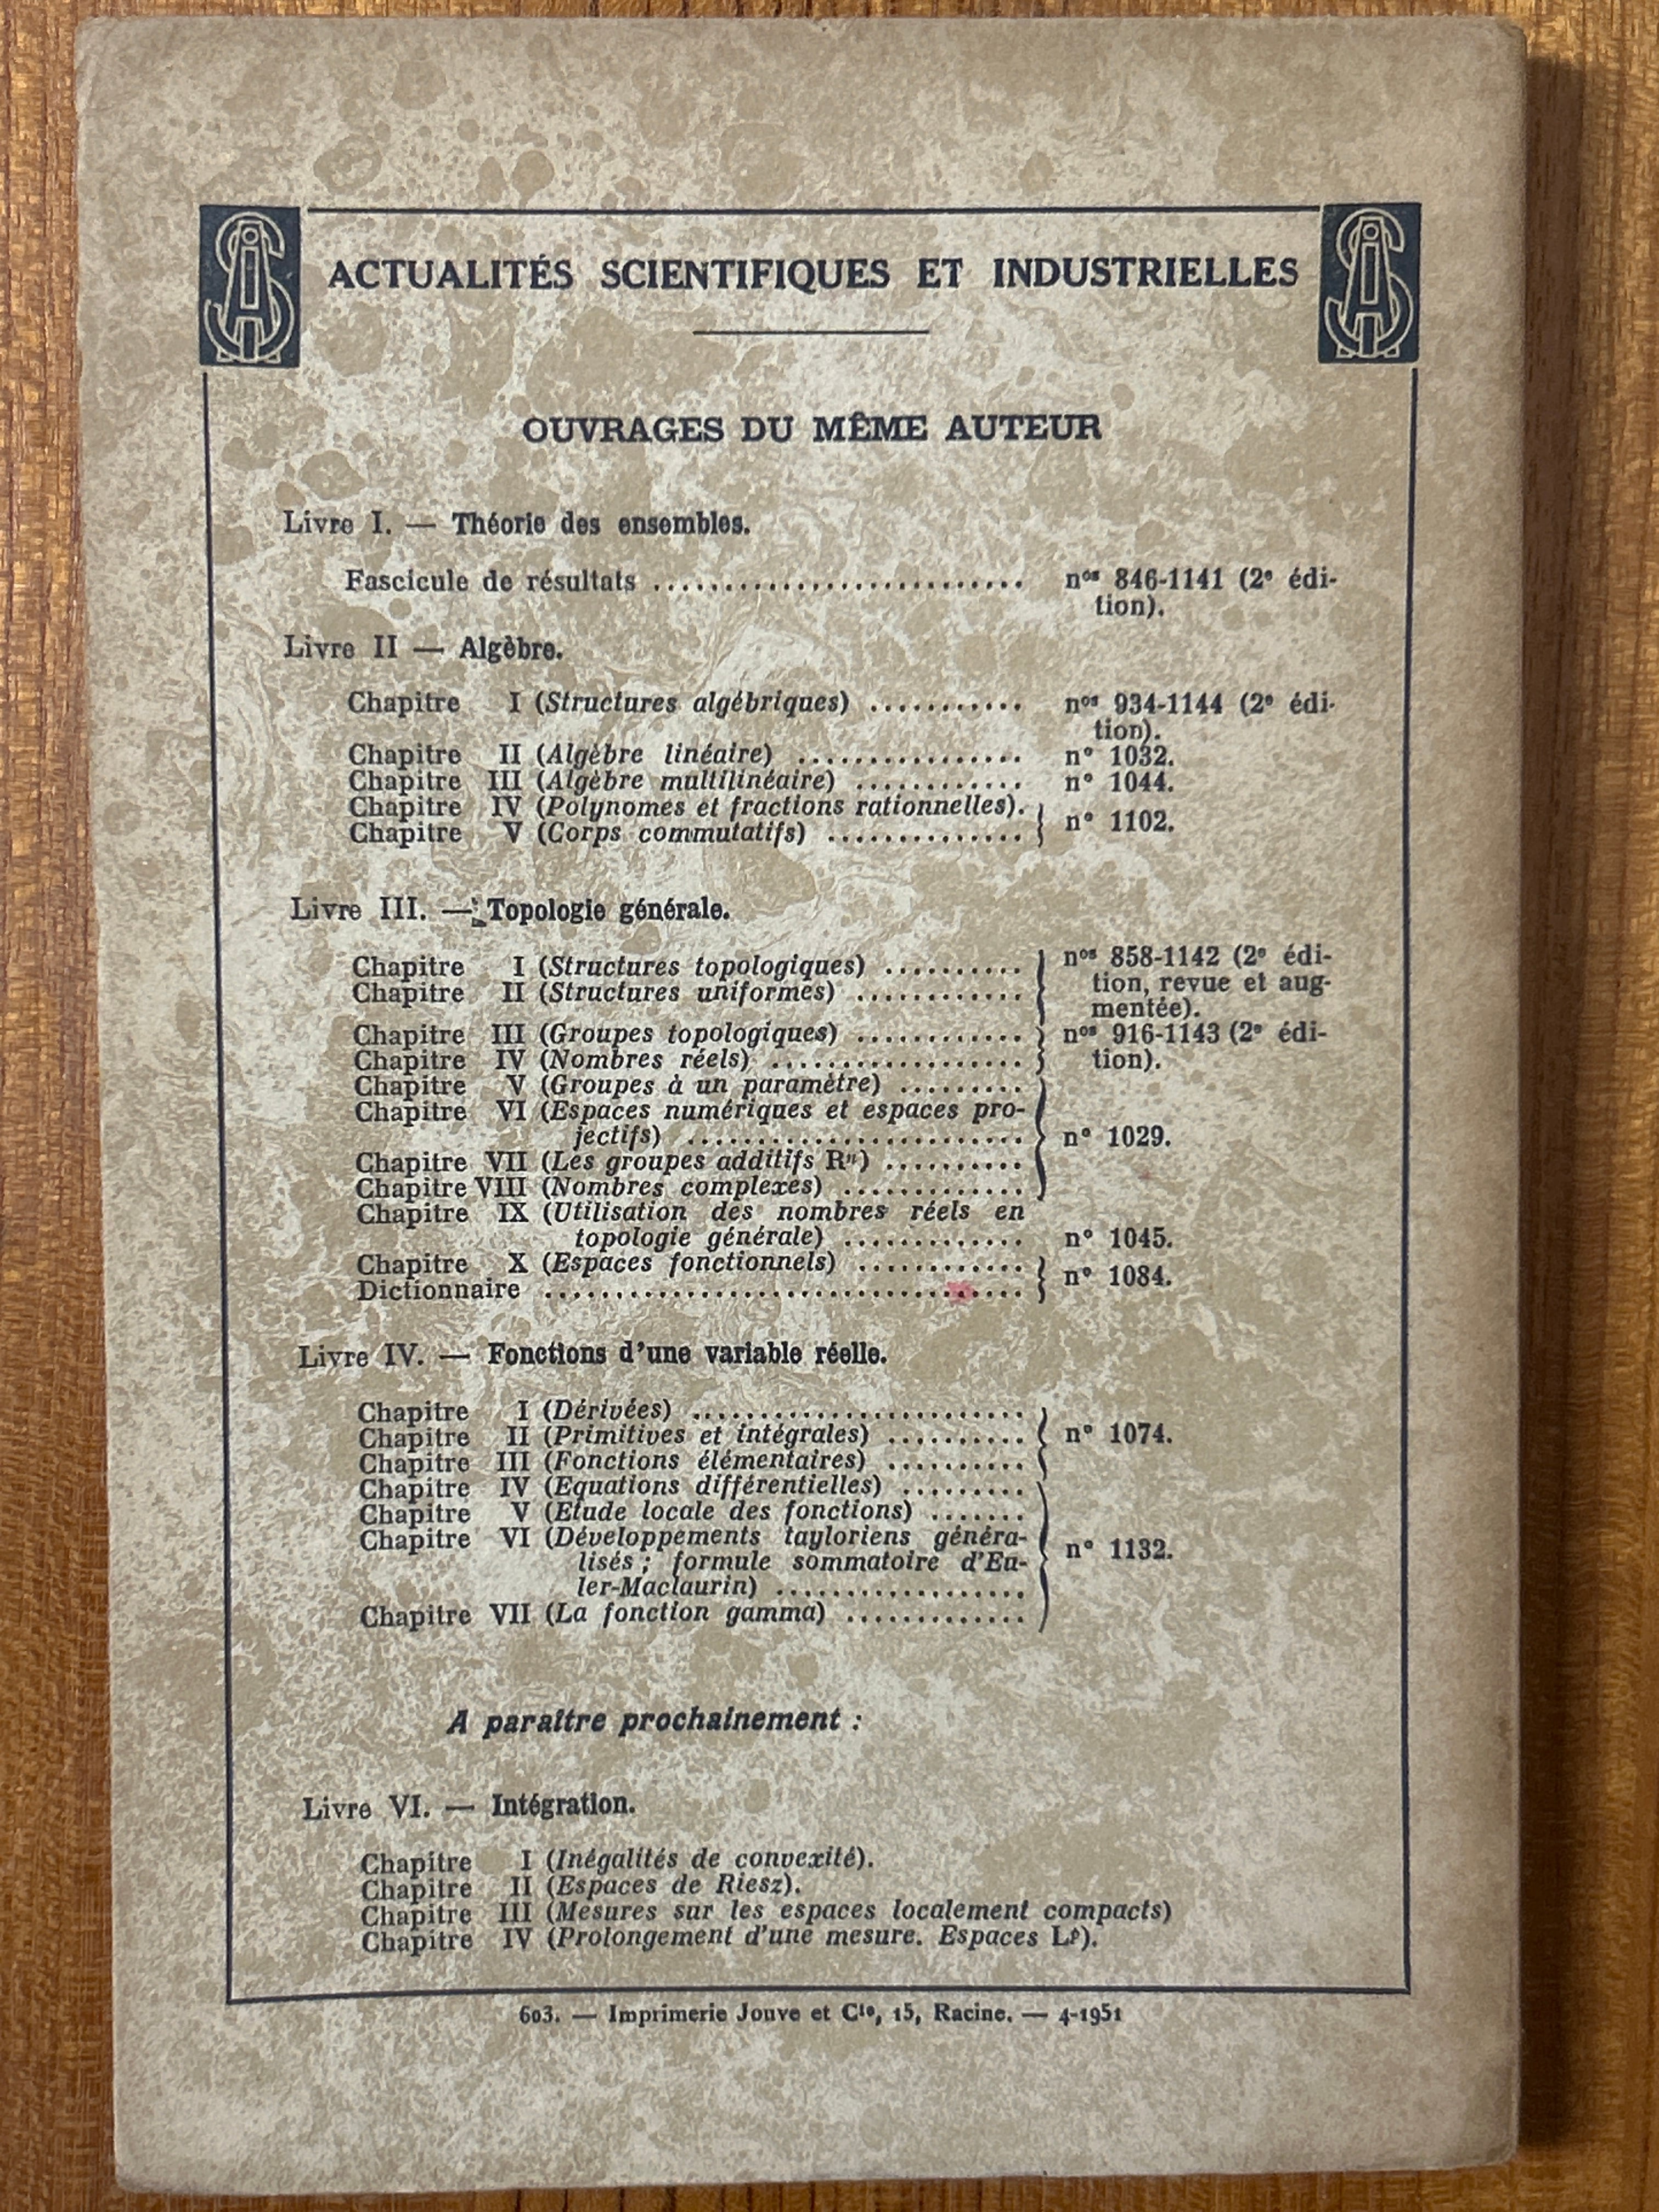 ACTUALITÉS SCIENTIFIQUES ET INDUSTRIELLES
OUVRAGES DU MÊME AUTEUR
Livre I. — Théorie des ensembles.
Fascicule de résultats .......................... nos 846-1141 (2e édi-
tion).
Livre II — Algèbre.
Chapitre I (Structures algébriques) ........... nos 934-1144 (2e édi-
tion).
Chapitre II (Algèbre linéaire) ................ n° 1032.
Chapitre III (Algèbre multilinéaire) ............ n° 1044.
Chapitre IV (Polynomes et fractions rationnelles).
Chapitre V (Corps commutatifs) .............. n° 1102.
Livre III. — Topologie générale.
Chapitre I (Structures topologiques) .......... nos 858-1142 (2e édi-
Chapitre II (Structures uniformes) ............ tion, revue et aug-
mentée).
Chapitre III (Groupes topologiques) ............ nos 916-1143 (2e édi-
Chapitre IV (Nombres réels) .................. tion).
Chapitre V (Groupes à un paramètre) .........
Chapitre VI (Espaces numériques et espaces pro-
jectifs) ........................ n° 1029.
Chapitre VII (Les groupes additifs Rⁿ) ..........
Chapitre VIII (Nombres complexes) .............
Chapitre IX (Utilisation des nombres réels en
topologie générale) ............. n° 1045.
Chapitre X (Espaces fonctionnels) ............
Dictionnaire .................................. n° 1084.
Livre IV. — Fonctions d'une variable réelle.
Chapitre I (Dérivées) ........................
Chapitre II (Primitives et intégrales) .......... n° 1074.
Chapitre III (Fonctions élémentaires) ..........
Chapitre IV (Equations différentielles) .........
Chapitre V (Etude locale des fonctions) .......
Chapitre VI (Développements tayloriens généra-
lisés ; formule sommatoire d'Eu- n° 1132.
ler-Maclaurin) ..................
Chapitre VII (La fonction gamma) .............
A paraître prochainement :
Livre VI. — Intégration.
Chapitre I (Inégalités de convexité).
Chapitre II (Espaces de Riesz).
Chapitre III (Mesures sur les espaces localement compacts)
Chapitre IV (Prolongement d'une mesure. Espaces Lᵖ).
603. — Imprimerie Jouve et Cie, 15, Racine. — 4-1951